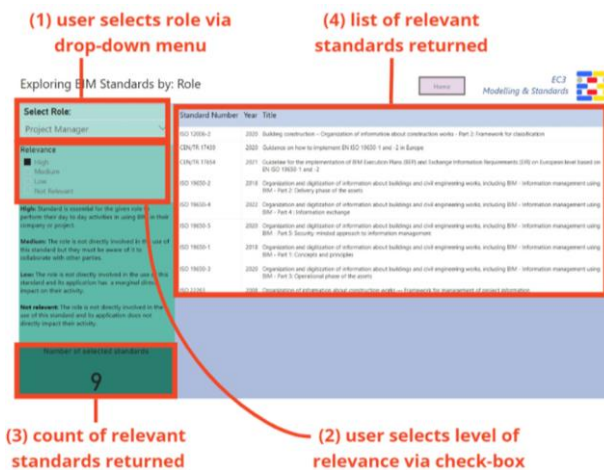 (1) user selects role via
drop-down menu
(4) list of relevant
standards returned
Exploring BIM Standards by: Role
Home
EC3
Modelling & Standards
Select Role:
Project Manager
Relevance
High
Medium
Low
Not Relevant
High: Standard is essential for the given role to
perform their day to day activities in using BIM in their
company or project.
Medium: The role is not directly involved in the use of
this standard but they must be aware of it to
collaborate with other parties.
Low: The role is not directly involved in the use of this
standard and its application has a marginal direct
impact on their activity.
Not relevant: The role is not directly involved in the
use of this standard and its application does not
directly impact their activity.
Number of selected standards
9
Standard Number Year Title
ISO 12006-2 2020 Building construction – Organization of information about construction works - Part 2: Framework for classification
CEN/TR 17439 2020 Guidance on how to implement EN ISO 19650-1 and -2 in Europe
CEN/TR 17654 2021 Guideline for the implementation of BIM Execution Plans (BEP) and Exchange Information Requirements (EIR) on European level based on
EN ISO 19650-1 and -2
ISO 19650-2 2018 Organization and digitization of information about buildings and civil engineering works, including BIM - Information management using
BIM - Part 2: Delivery phase of the assets
ISO 19650-4 2022 Organization and digitization of information about buildings and civil engineering works, including BIM - Information management using
BIM - Part 4: Information exchange
ISO 19650-5 2020 Organization and digitization of information about buildings and civil engineering works, including BIM - Information management using
BIM - Part 5: Security-minded approach to information management
ISO 19650-1 2018 Organization and digitization of information about buildings and civil engineering works, including BIM - Information management using
BIM - Part 1: Concepts and principles
ISO 19650-3 2020 Organization and digitization of information about buildings and civil engineering works, including BIM - Information management using
BIM - Part 3: Operational phase of the assets
2008 Organization of information about construction works — Framework for management of project information
(3) count of relevant
standards returned
(2) user selects level of
relevance via check-box